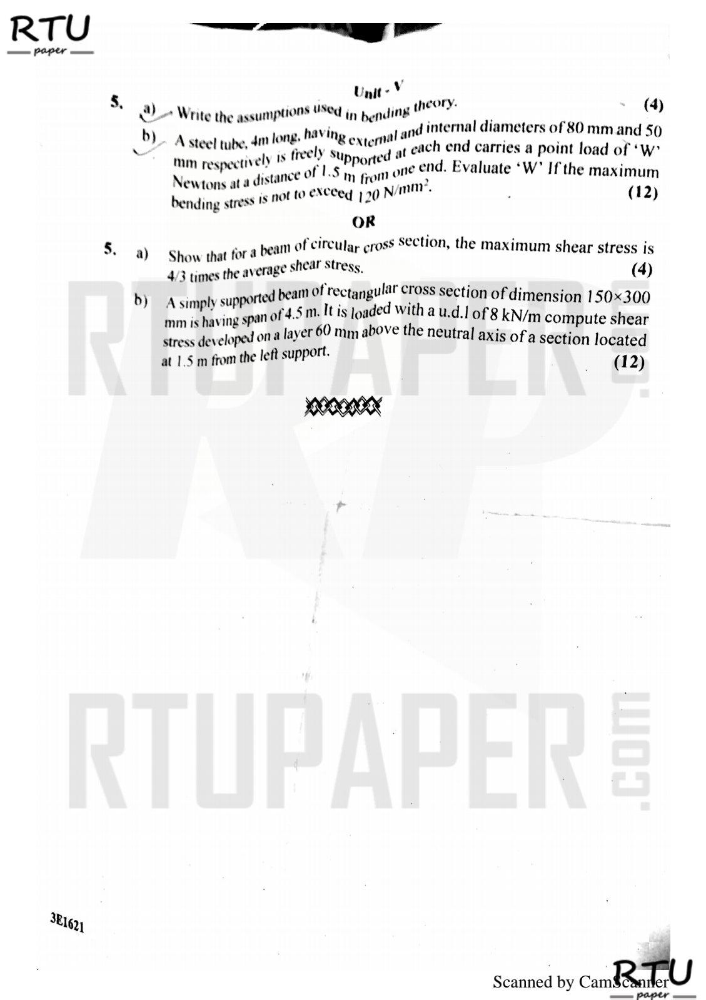 RTU
paper
Unit - V
5. a) Write the assumptions used in bending theory. (4)
b) A steel tube, 4m long, having external and internal diameters of 80 mm and 50
mm respectively is freely supported at each end carries a point load of ‘W’
Newtons at a distance of 1.5 m from one end. Evaluate ‘W’ If the maximum
bending stress is not to exceed 120 N/mm². (12)
OR
5. a) Show that for a beam of circular cross section, the maximum shear stress is
4/3 times the average shear stress. (4)
b) A simply supported beam of rectangular cross section of dimension 150×300
mm is having span of 4.5 m. It is loaded with a u.d.l of 8 kN/m compute shear
stress developed on a layer 60 mm above the neutral axis of a section located
at 1.5 m from the left support. (12)
RTUPAPER.com
RP
RTUPAPER.com
3E1621
Scanned by CamScanner
RTU
paper